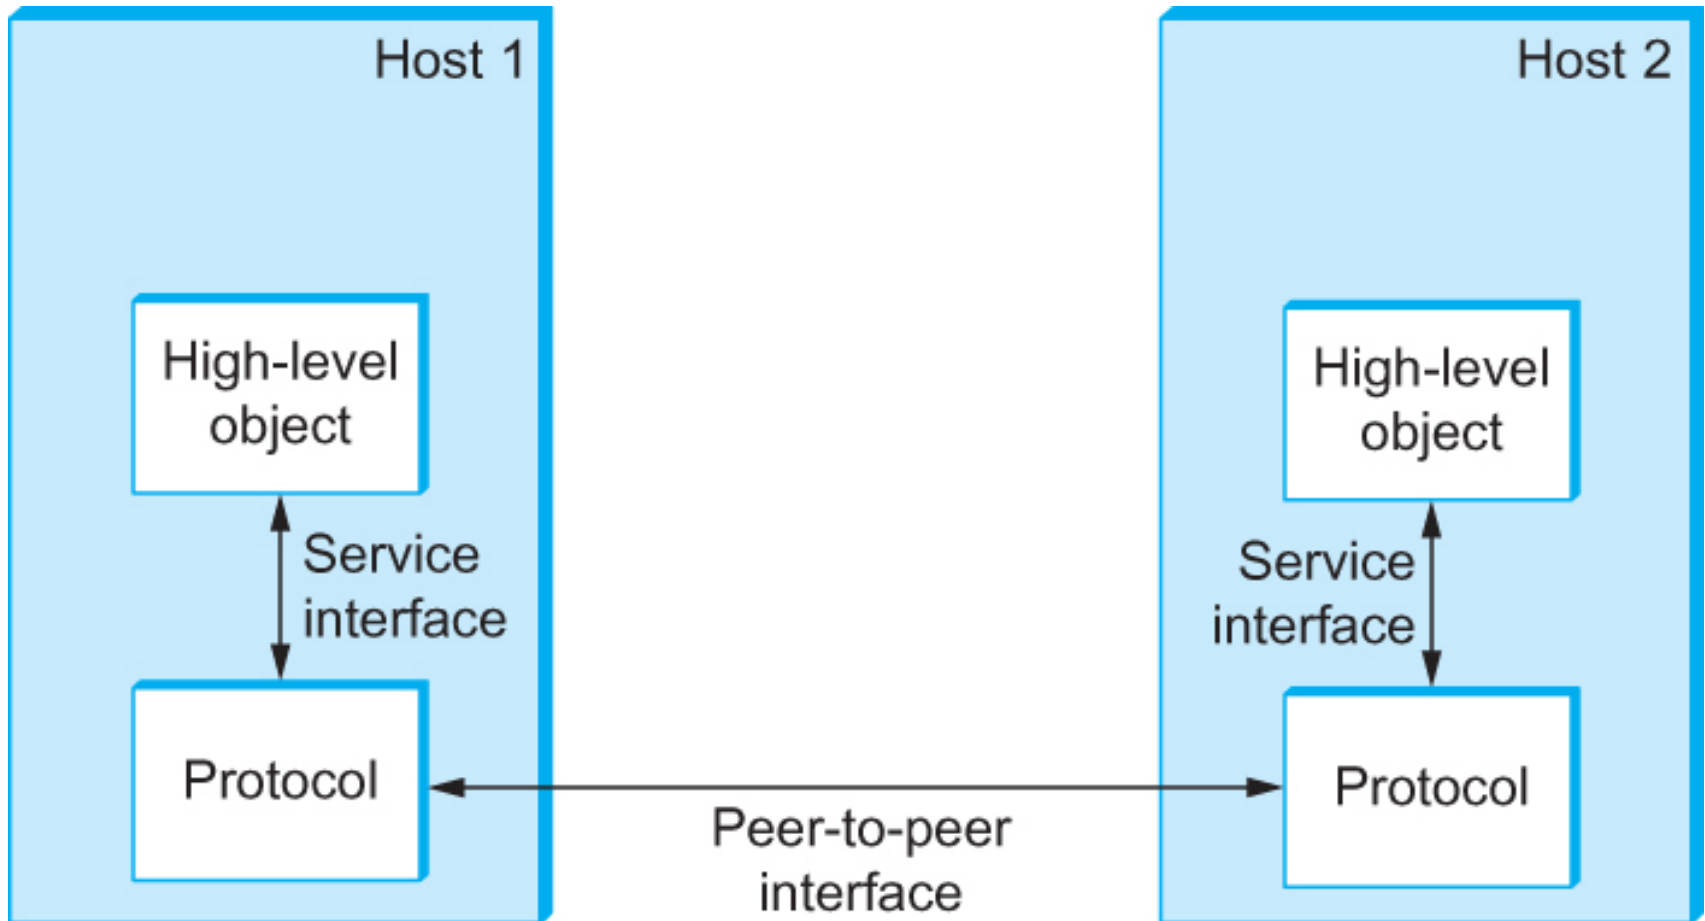 Host 1
High-level
object
Service
interface
Protocol
Peer-to-peer
interface
Host 2
High-level
object
Service
interface
Protocol